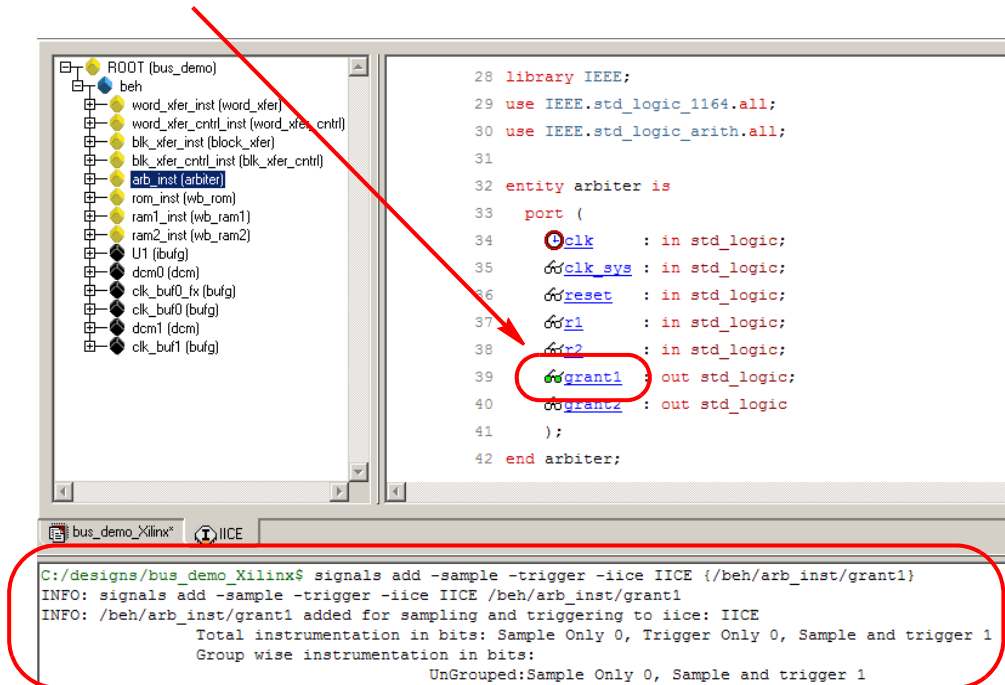 ROOT (bus_demo)
beh
word_xfer_inst (word_xfer)
word_xfer_cntrl_inst (word_xfer_cntrl)
blk_xfer_inst (block_xfer)
blk_xfer_cntrl_inst (blk_xfer_cntrl)
arb_inst (arbiter)
rom_inst (wb_rom)
ram1_inst (wb_ram1)
ram2_inst (wb_ram2)
U1 (ibufg)
dcm0 (dcm)
clk_buf0_fx (bufg)
clk_buf0 (bufg)
dcm1 (dcm)
clk_buf1 (bufg)
28 library IEEE;
29 use IEEE.std_logic_1164.all;
30 use IEEE.std_logic_arith.all;
31
32 entity arbiter is
33 port (
34 clk : in std_logic;
35 clk_sys : in std_logic;
36 reset : in std_logic;
37 r1 : in std_logic;
38 r2 : in std_logic;
39 grant1 : out std_logic;
40 grant2 : out std_logic
41 );
42 end arbiter;
bus_demo_Xilinx* IICE
C:/designs/bus_demo_Xilinx$ signals add -sample -trigger -iice IICE {/beh/arb_inst/grant1}
INFO: signals add -sample -trigger -iice IICE /beh/arb_inst/grant1
INFO: /beh/arb_inst/grant1 added for sampling and triggering to iice: IICE
Total instrumentation in bits: Sample Only 0, Trigger Only 0, Sample and trigger 1
Group wise instrumentation in bits:
UnGrouped:Sample Only 0, Sample and trigger 1